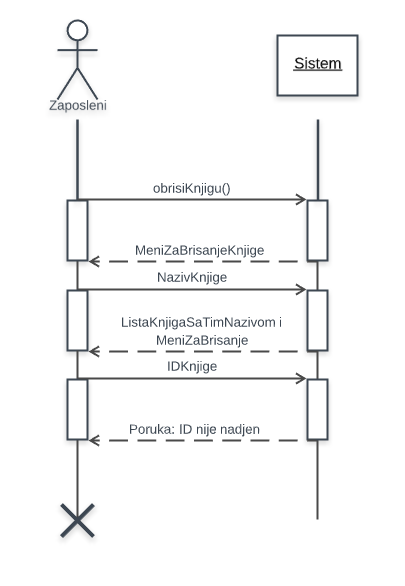 Zaposleni
Sistem
obrisiKnjigu()
MeniZaBrisanjeKnjige
NazivKnjige
ListaKnjigaSaTimNazivom i
MeniZaBrisanje
IDKnjige
Poruka: ID nije nadjen